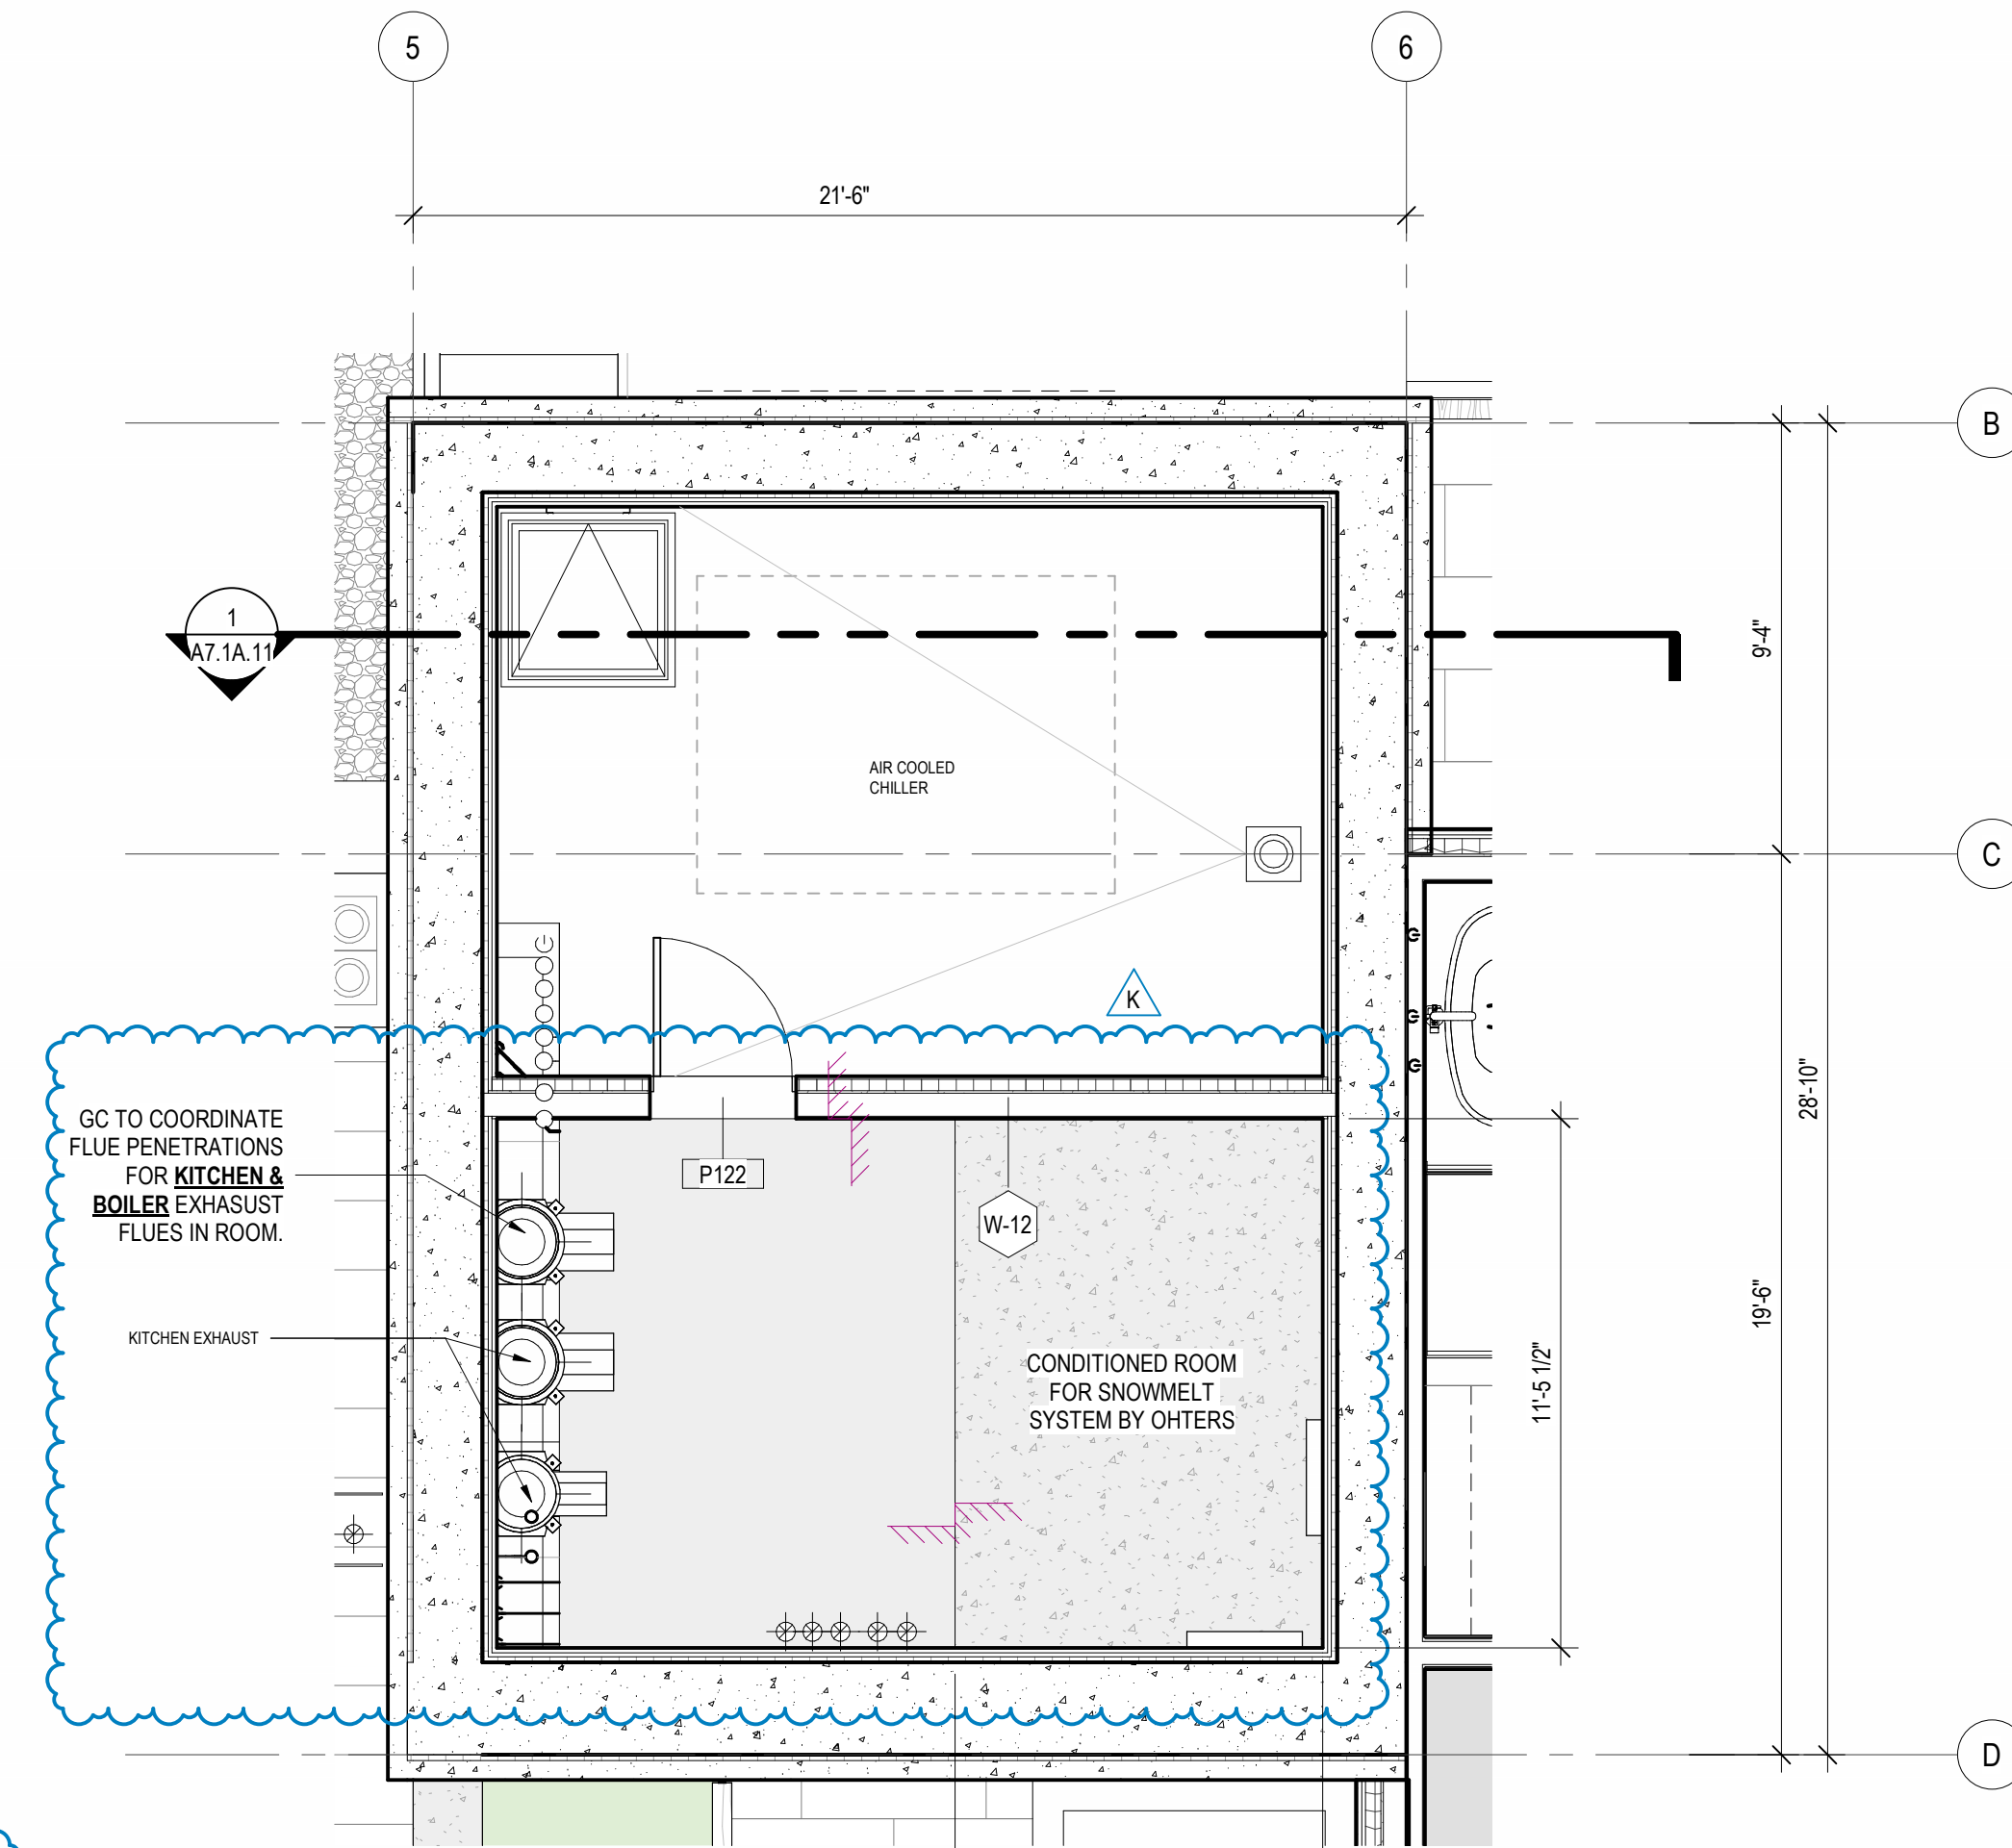 5
6
21'-6"
B
1
A7.1A.11
9'-4"
AIR COOLED
CHILLER
C
K
28'-10"
GC TO COORDINATE
FLUE PENETRATIONS
FOR KITCHEN &
BOILER EXHASUST
FLUES IN ROOM.
P122
W-12
KITCHEN EXHAUST
CONDITIONED ROOM
FOR SNOWMELT
SYSTEM BY OHTERS
11'-5 1/2"
19'-6"
D